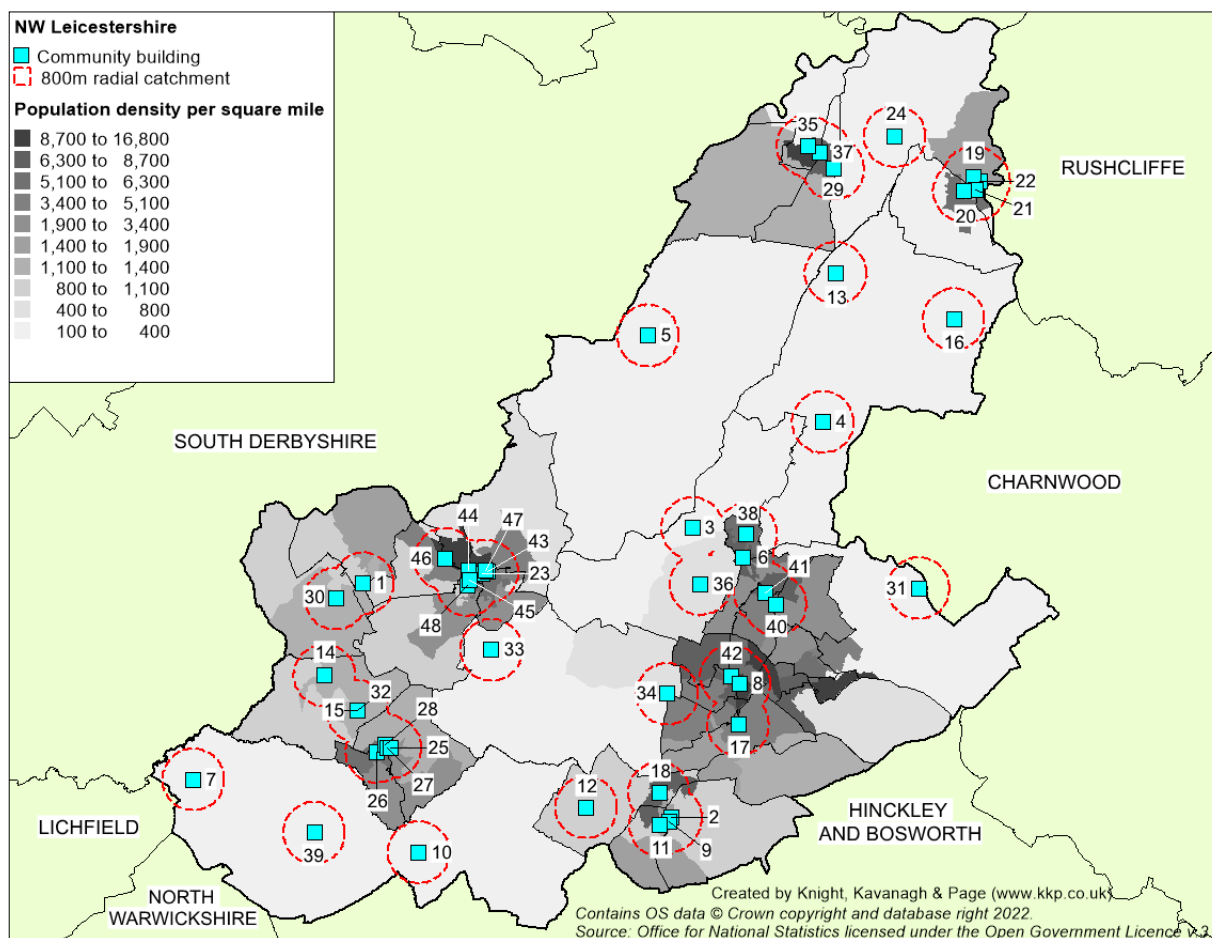 NW Leicestershire
Community building
800m radial catchment
Population density per square mile
8,700 to 16,800
6,300 to 8,700
5,100 to 6,300
3,400 to 5,100
1,900 to 3,400
1,400 to 1,900
1,100 to 1,400
800 to 1,100
400 to 800
100 to 400
35
24
37
19
RUSHCLIFFE
22
29
20
21
13
16
5
4
SOUTH DERBYSHIRE
CHARNWOOD
44
47
38
3
43
46
6
41
23
1
36
31
30
48
45
40
33
14
42
32
8
34
15
28
25
17
27
18
7
26
12
2
LICHFIELD
HINCKLEY
AND BOSWORTH
39
10
11
9
NORTH
WARWICKSHIRE
Created by Knight, Kavanagh & Page (www.kkp.co.uk)
Contains OS data © Crown copyright and database right 2022.
Source: Office for National Statistics licensed under the Open Government Licence v.3